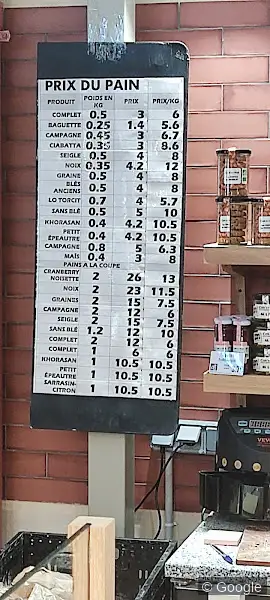 PRIX DU PAIN
PRODUIT POIDS EN KG PRIX PRIX/KG
COMPLET 0.5 3 6
BAGUETTE 0.25 1.4 5.6
CAMPAGNE 0.45 3 6.7
CIABATTA 0.35 3 8.6
SEIGLE 0.5 4 8
NOIX 0.35 4.2 12
GRAINE 0.5 4 8
BLÉS ANCIENS 0.5 4 8
LO TORCIT 0.7 4 5.7
SANS BLÉ 0.5 5 10
KHORASAN 0.4 4.2 10.5
PETIT ÉPEAUTRE 0.4 4.2 10.5
CAMPAGNE 0.8 5 6.3
MAÏS 0.4 3 8
PAINS A LA COUPE
CRANBERRY NOISETTE 2 26 13
NOIX 2 23 11.5
GRAINES 2 15 7.5
CAMPAGNE 2 12 6
SEIGLE 2 15 7.5
SANS BLÉ 1.2 12 10
COMPLET 2 12 6
COMPLET 1 6 6
KHORASAN 1 10.5 10.5
PETIT ÉPEAUTRE 1 10.5 10.5
SARRASIN-CITRON 1 10.5 10.5
© Google